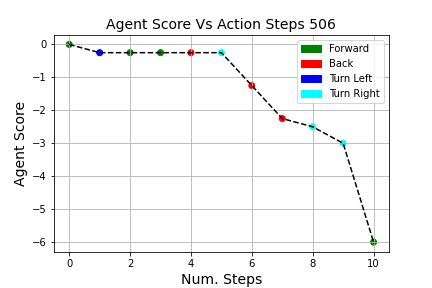 Agent Score Vs Action Steps 506
0
−1
−2
−3
−4
−5
−6
Agent Score
Forward
Back
Turn Left
Turn Right
0 2 4 6 8 10
Num. Steps